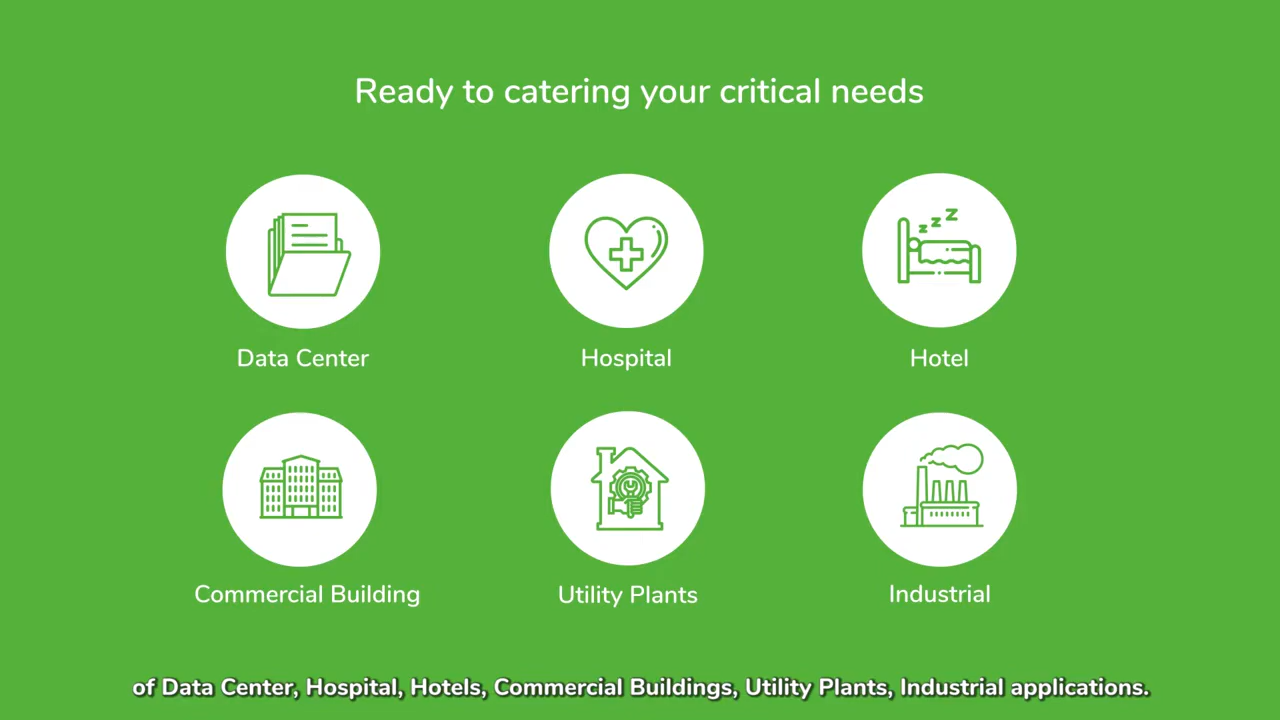 Ready to catering your critical needs
z z Z
Data Center
Hospital
Hotel
Commercial Building
Utility Plants
Industrial
of Data Center, Hospital, Hotels, Commercial Buildings, Utility Plants, Industrial applications.